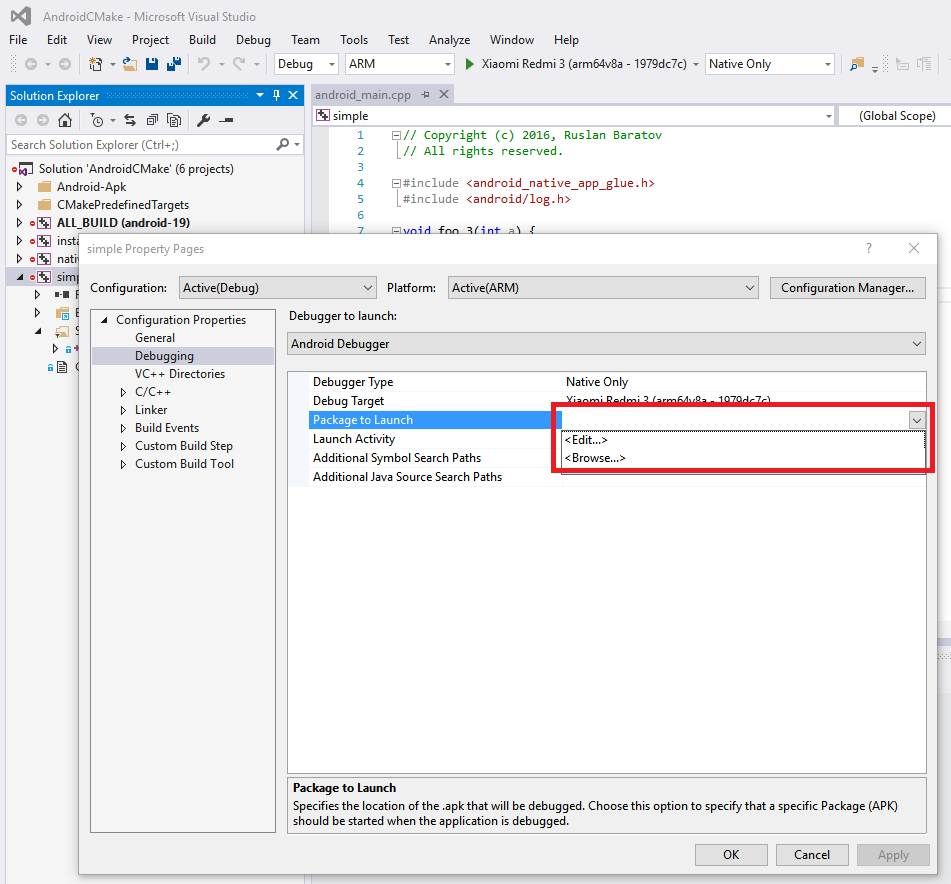 AndroidCMake - Microsoft Visual Studio
File Edit View Project Build Debug Team Tools Test Analyze Window Help
Debug ARM Xiaomi Redmi 3 (arm64v8a - 1979dc7c) Native Only
Solution Explorer
android_main.cpp
simple (Global Scope)
Search Solution Explorer (Ctrl+;)
1 // Copyright (c) 2016, Ruslan Baratov
2 // All rights reserved.
3
4 #include <android_native_app_glue.h>
5 #include <android/log.h>
6
7 void foo_3(int a) {
Solution 'AndroidCMake' (6 projects)
Android-Apk
CMakePredefinedTargets
ALL_BUILD (android-19)
insta
nativ
simp
simple Property Pages
?
Configuration: Active(Debug) Platform: Active(ARM) Configuration Manager...
Configuration Properties
General
Debugging
VC++ Directories
C/C++
Linker
Build Events
Custom Build Step
Custom Build Tool
Debugger to launch:
Android Debugger
Debugger Type Native Only
Debug Target Xiaomi Redmi 3 (arm64v8a - 1979dc7c)
Package to Launch
<Edit...>
<Browse...>
Launch Activity
Additional Symbol Search Paths
Additional Java Source Search Paths
Package to Launch
Specifies the location of the .apk that will be debugged. Choose this option to specify that a specific Package (APK)
should be started when the application is debugged.
OK Cancel Apply